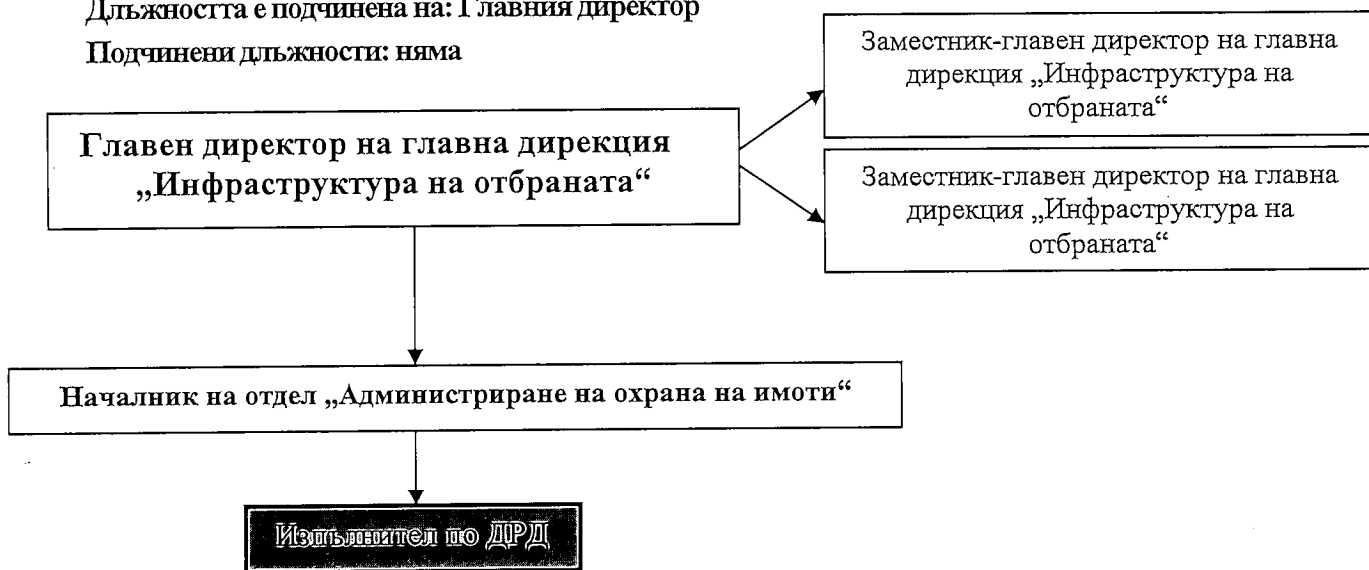 Длъжността е подчинена на: Главния директор
Подчинени длъжности: няма
Заместник-главен директор на главна
дирекция „Инфраструктура на
отбраната“
Главен директор на главна дирекция
„Инфраструктура на отбраната“
Заместник-главен директор на главна
дирекция „Инфраструктура на
отбраната“
Началник на отдел „Администриране на охрана на имоти“
Изпълнител по ДРД